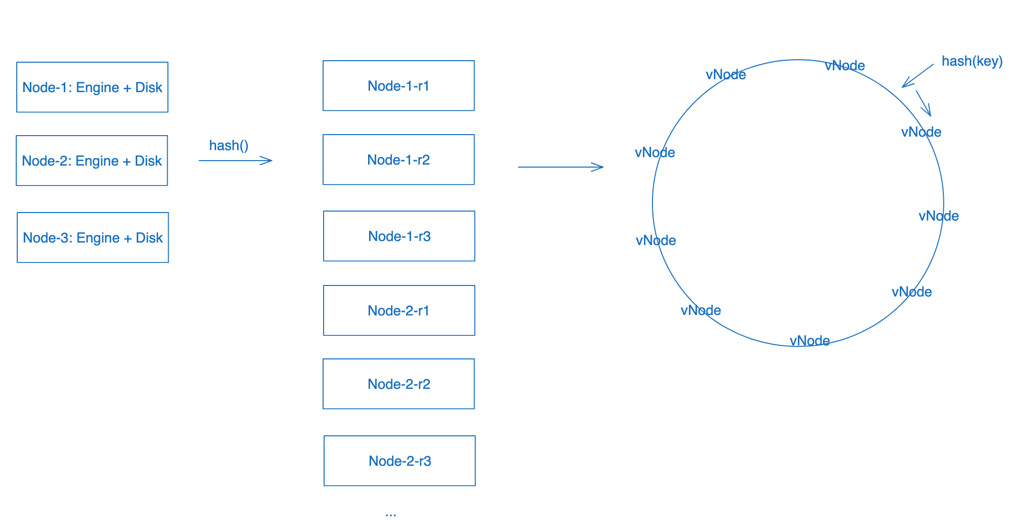 Node-1: Engine + Disk
Node-2: Engine + Disk
Node-3: Engine + Disk
hash()
Node-1-r1
Node-1-r2
Node-1-r3
Node-2-r1
Node-2-r2
Node-2-r3
...
vNode
vNode
hash(key)
vNode
vNode
vNode
vNode
vNode
vNode
vNode